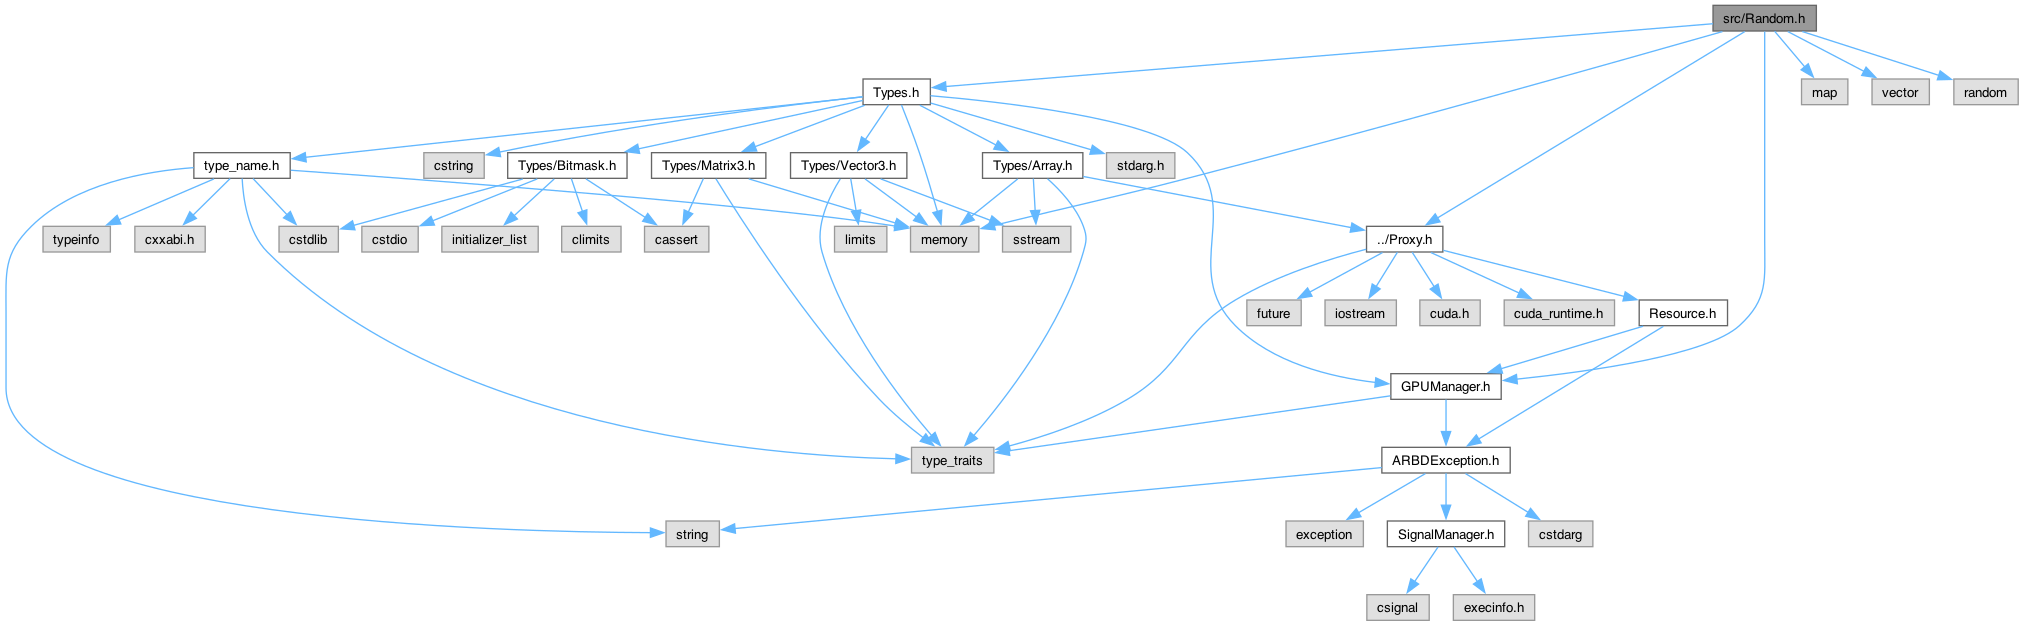 src/Random.h
Types.h
map
vector
random
type_name.h
cstring
Types/Bitmask.h
Types/Matrix3.h
Types/Vector3.h
Types/Array.h
stdarg.h
typeinfo
cxxabi.h
cstdlib
cstdio
initializer_list
climits
cassert
limits
memory
sstream
../Proxy.h
future
iostream
cuda.h
cuda_runtime.h
Resource.h
GPUManager.h
type_traits
ARBDException.h
string
exception
SignalManager.h
cstdarg
csignal
execinfo.h